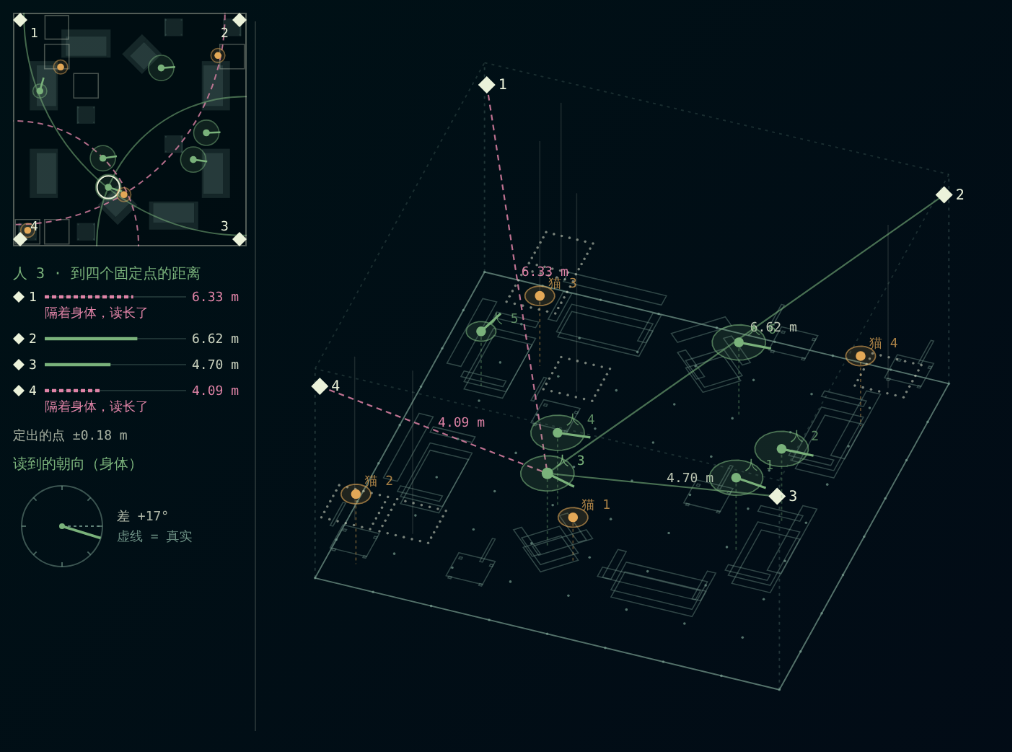 1
2
4
3
人 3 · 到四个固定点的距离
1 6.33 m
隔着身体，读长了
2 6.62 m
3 4.70 m
4 4.09 m
隔着身体，读长了
定出的点 ±0.18 m
读到的朝向（身体）
差 +17°
虚线 = 真实
1
2
6.33 m
猫 3
人 5
6.62 m
猫 4
4
4.09 m
人 4
人 2
人 3
人 1
4.70 m
3
猫 2
猫 1